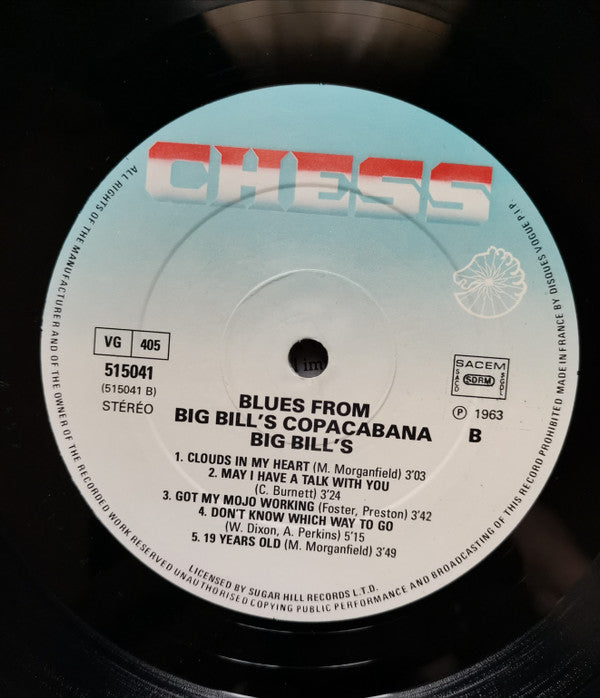 CHESS
ALL RIGHTS OF THE MANUFACTURER AND OF THE OWNER OF THE RECORDED WORK RESERVED UNAUTHORISED COPYING PUBLIC PERFORMANCE AND BROADCASTING OF THIS RECORD PROHIBITED MADE IN FRANCE BY DISQUES VOGUE P.I.P
VG 405
515041
(515041 B)
STÉRÉO
SACEM
SACD SDRM SGDL
℗ 1963
B
BLUES FROM
BIG BILL'S COPACABANA
BIG BILL'S
1. CLOUDS IN MY HEART (M. Morganfield) 3'03
2. MAY I HAVE A TALK WITH YOU
(C. Burnett) 3'24
3. GOT MY MOJO WORKING (Foster, Preston) 3'42
4. DON'T KNOW WHICH WAY TO GO
(W. Dixon, A. Perkins) 5'15
5. 19 YEARS OLD (M. Morganfield) 3'49
LICENSED BY SUGAR HILL RECORDS L.T.D.